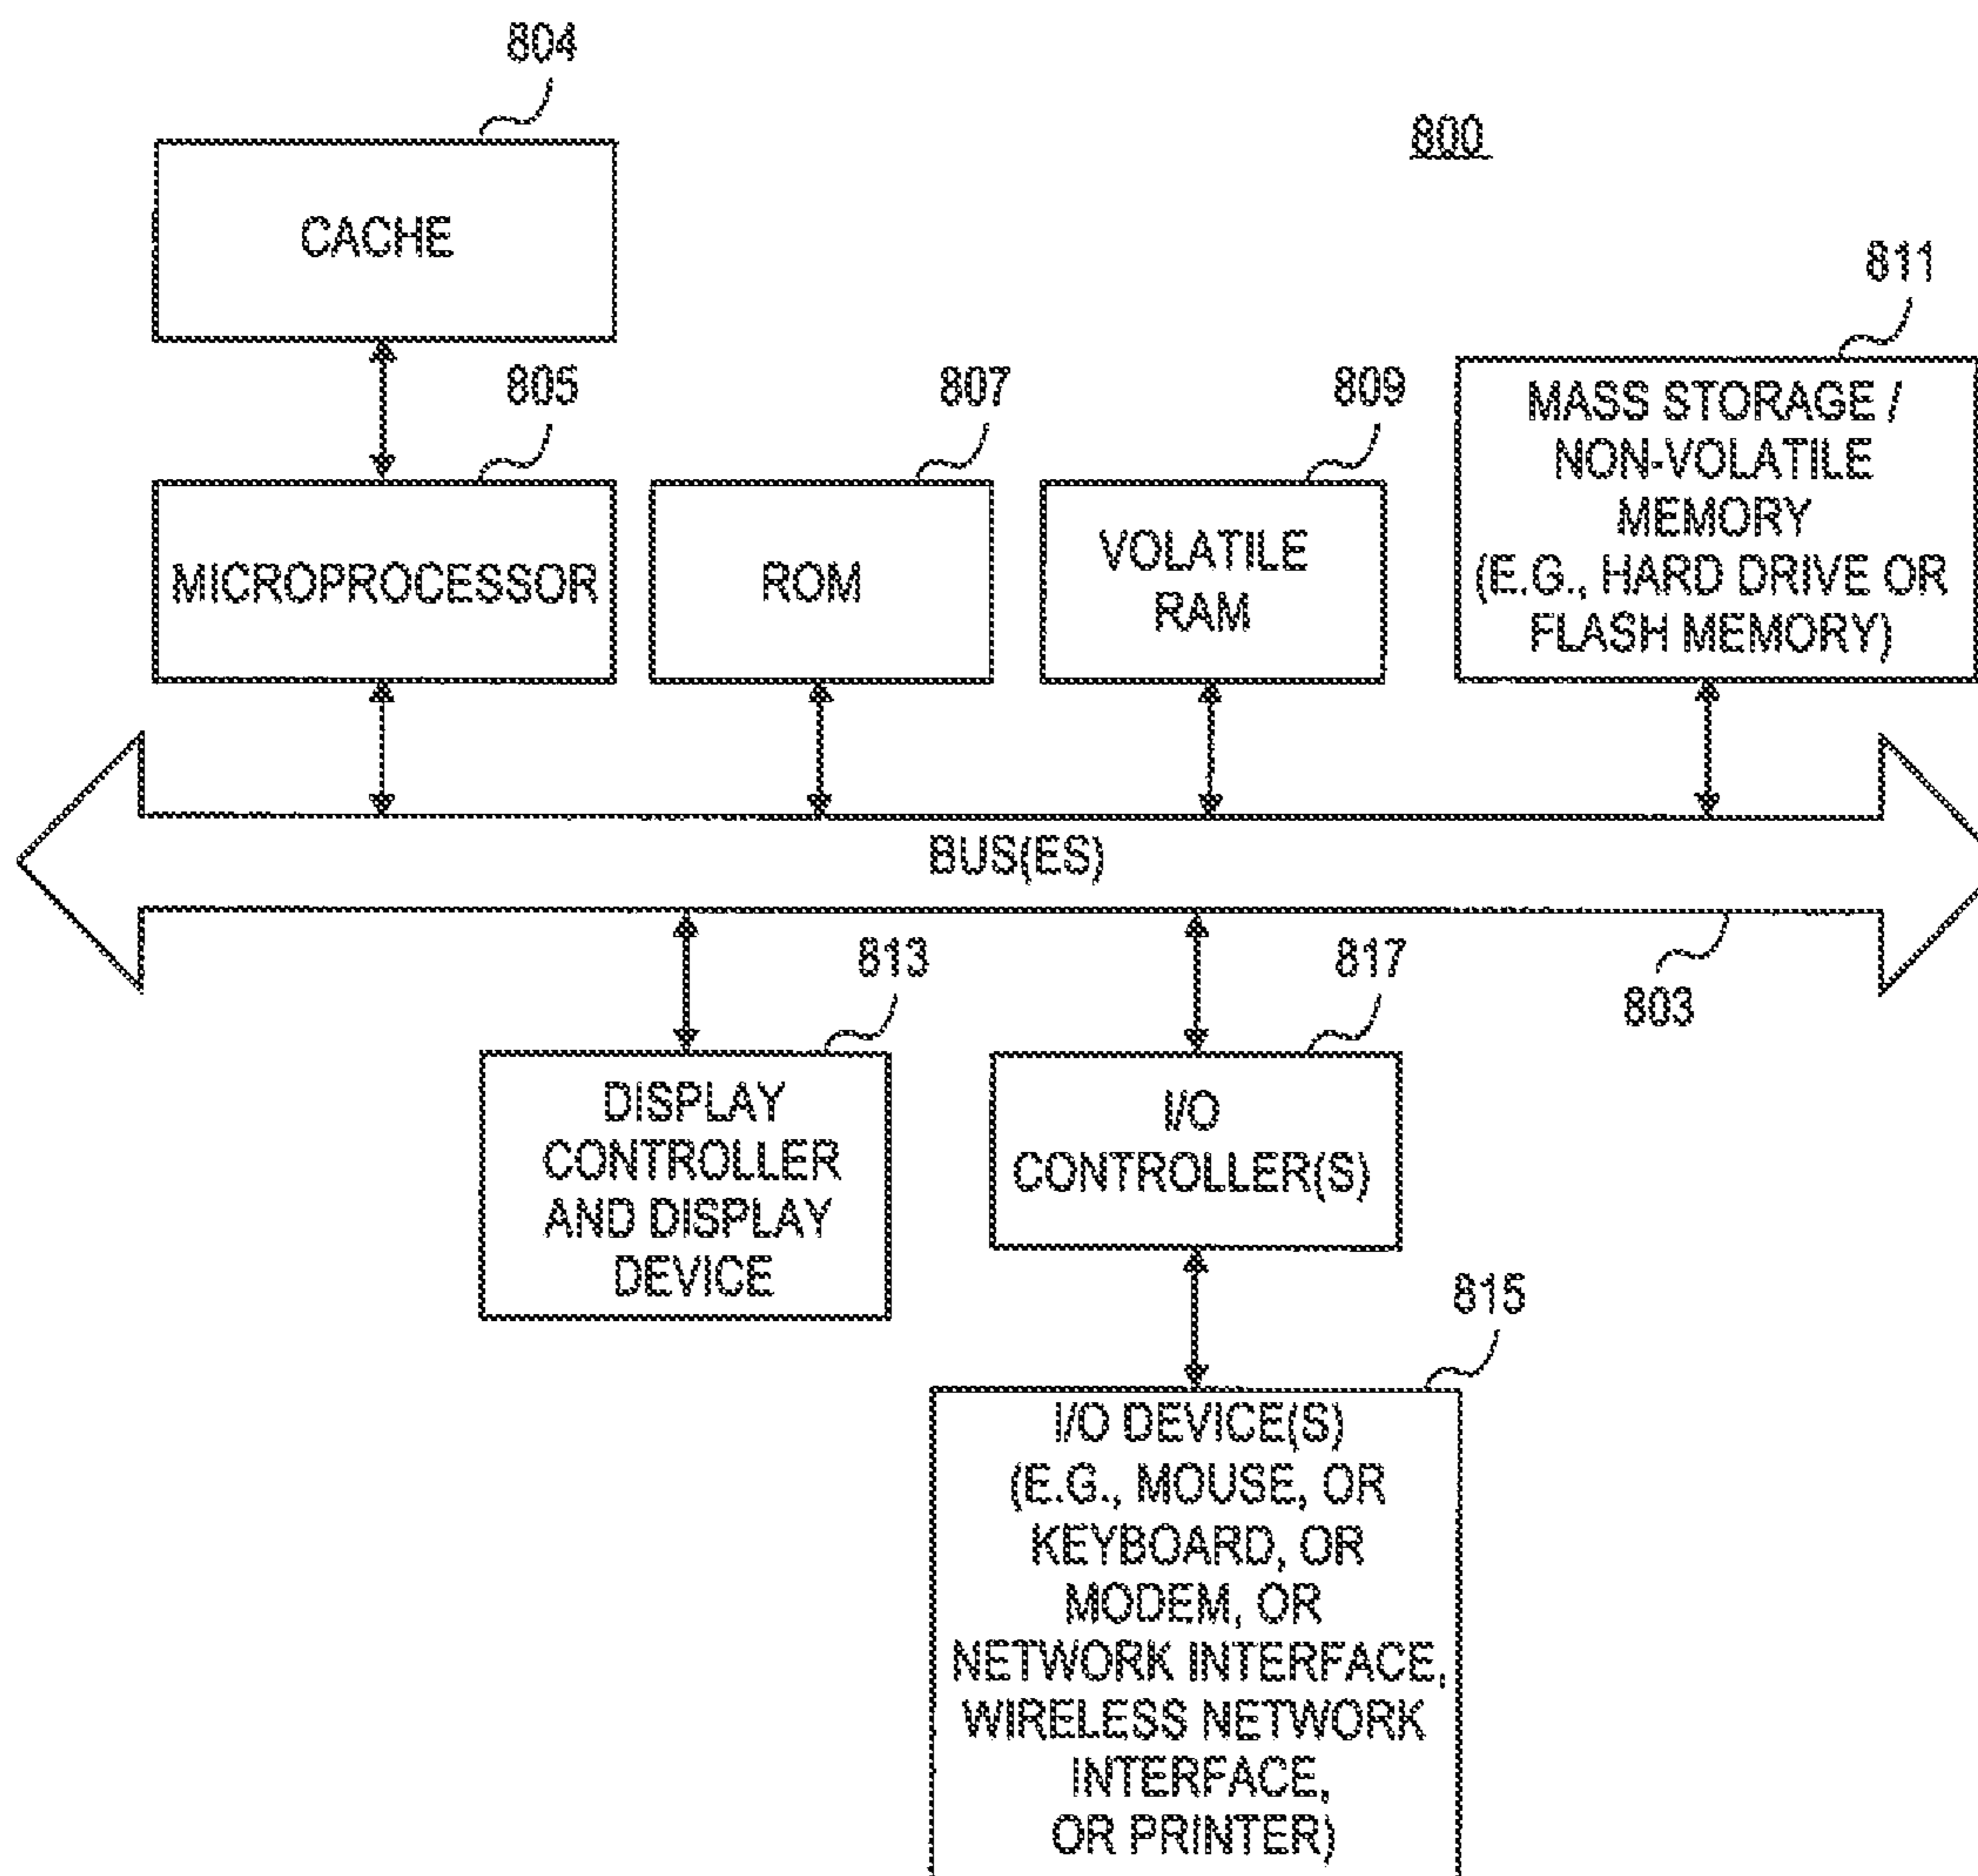 804
800
CACHE
811
805
807
809
MASS STORAGE /
NON-VOLATILE
MEMORY
(E.G., HARD DRIVE OR
FLASH MEMORY)
MICROPROCESSOR
ROM
VOLATILE
RAM
BUS(ES)
813
817
803
DISPLAY
CONTROLLER
AND DISPLAY
DEVICE
I/O
CONTROLLER(S)
815
I/O DEVICE(S)
(E.G., MOUSE, OR
KEYBOARD, OR
MODEM, OR
NETWORK INTERFACE,
WIRELESS NETWORK
INTERFACE,
OR PRINTER)